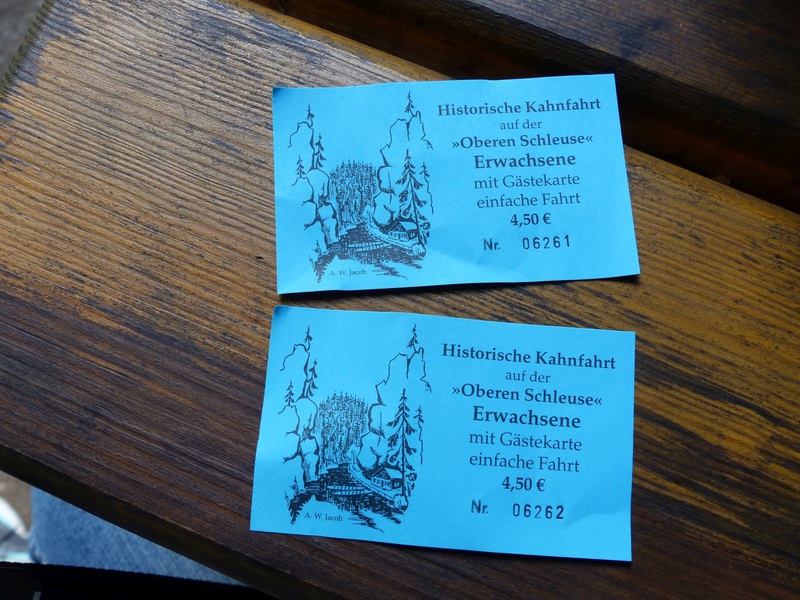 Historische Kahnfahrt
auf der
»Oberen Schleuse«
Erwachsene
mit Gästekarte
einfache Fahrt
4,50 €
Nr. 06261
A. W. Jacob
Historische Kahnfahrt
auf der
»Oberen Schleuse«
Erwachsene
mit Gästekarte
einfache Fahrt
4,50 €
Nr. 06262
A. W. Jacob